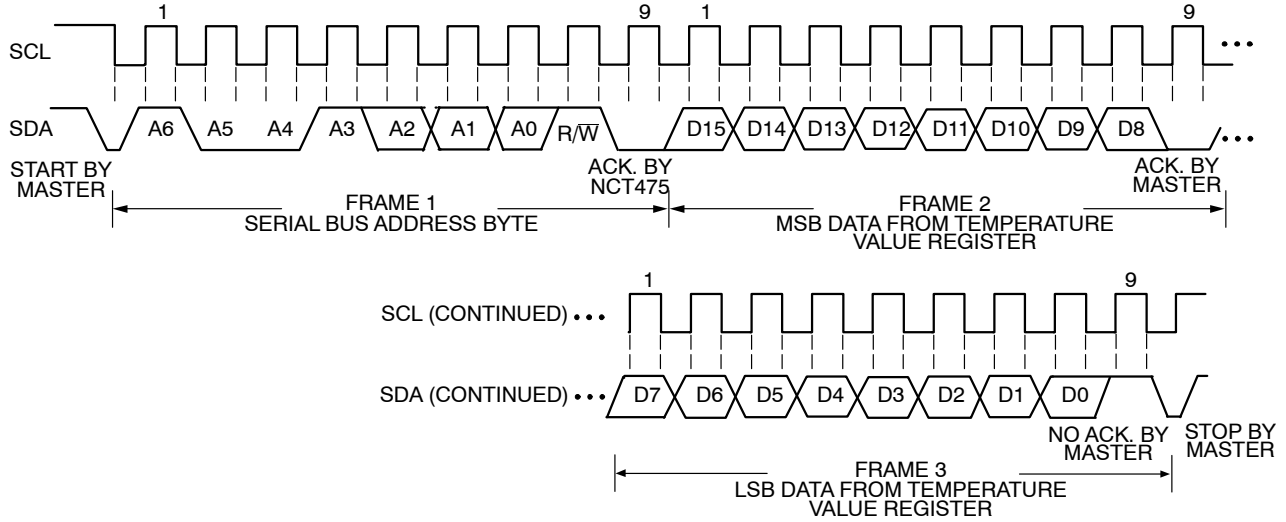 1 9 1 9
SCL
SDA A6 A5 A4 A3 A2 A1 A0 R/W̅ D15 D14 D13 D12 D11 D10 D9 D8
START BY
MASTER
ACK. BY
NCT475
ACK. BY
MASTER
FRAME 1
SERIAL BUS ADDRESS BYTE
FRAME 2
MSB DATA FROM TEMPERATURE
VALUE REGISTER
1 9
SCL (CONTINUED)
SDA (CONTINUED) D7 D6 D5 D4 D3 D2 D1 D0
NO ACK. BY
MASTER
STOP BY
MASTER
FRAME 3
LSB DATA FROM TEMPERATURE
VALUE REGISTER